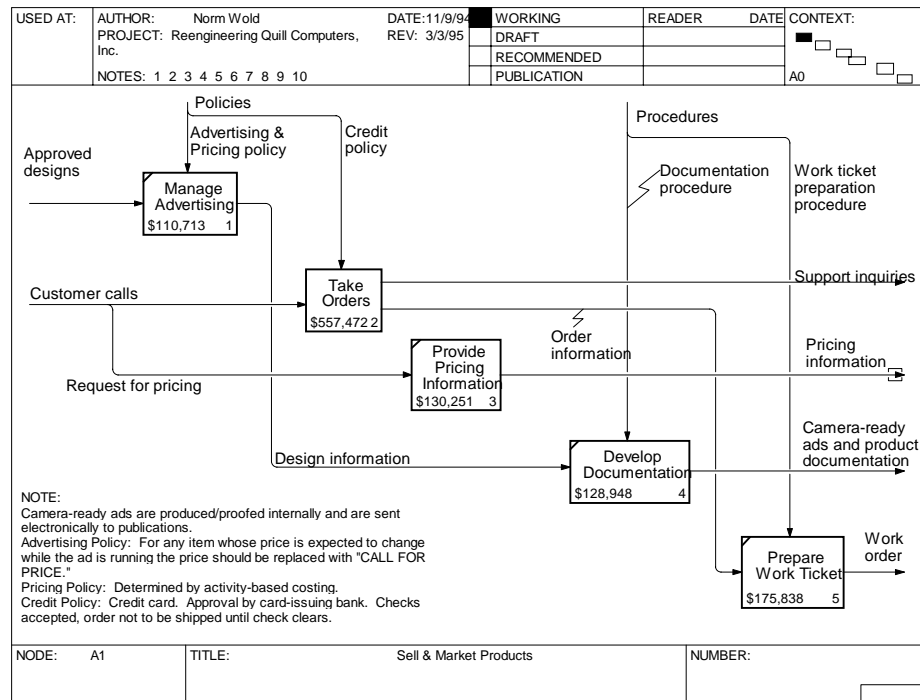 USED AT:
AUTHOR: Norm Wold
DATE:11/9/94
PROJECT: Reengineering Quill Computers,
Inc.
REV: 3/3/95
NOTES: 1 2 3 4 5 6 7 8 9 10
WORKING
DRAFT
RECOMMENDED
PUBLICATION
READER DATE
CONTEXT:
A0
Policies
Advertising &
Pricing policy
Credit
policy
Procedures
Documentation
procedure
Work ticket
preparation
procedure
Approved
designs
Manage
Advertising
$110,713 1
Customer calls
Take
Orders
$557,472 2
Support inquiries
Order
information
Request for pricing
Provide
Pricing
Information
$130,251 3
Pricing
information
Design information
Develop
Documentation
$128,948 4
Camera-ready
ads and product
documentation
Prepare
Work Ticket
$175,838 5
Work
order
NOTE:
Camera-ready ads are produced/proofed internally and are sent
electronically to publications.
Advertising Policy: For any item whose price is expected to change
while the ad is running the price should be replaced with "CALL FOR
PRICE."
Pricing Policy: Determined by activity-based costing.
Credit Policy: Credit card. Approval by card-issuing bank. Checks
accepted, order not to be shipped until check clears.
NODE: A1
TITLE: Sell & Market Products
NUMBER: